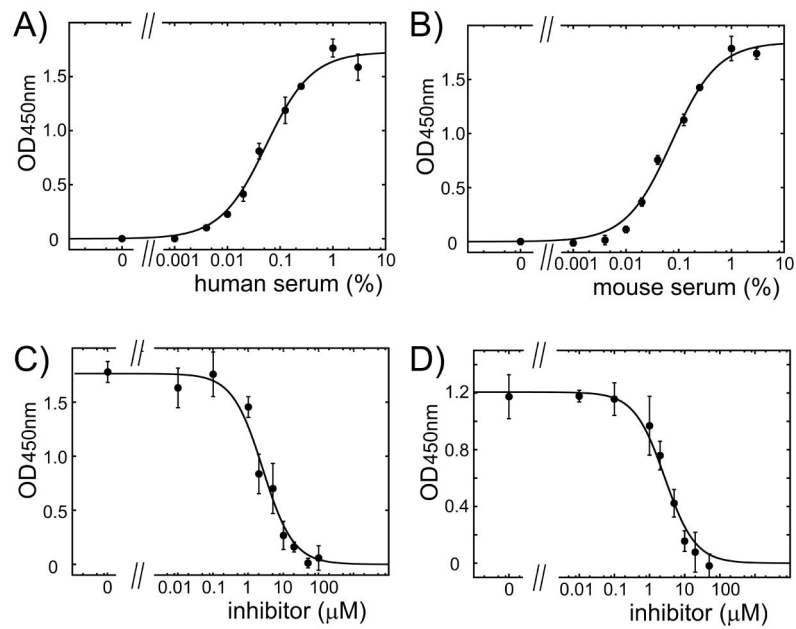 A)
B)
OD450nm
1.5
1.0
0.5
0
0 // 0.001 0.01 0.1 1 10
human serum (%)
OD450nm
1.5
1.0
0.5
0
0 // 0.001 0.01 0.1 1 10
mouse serum (%)
C)
D)
OD450nm
1.5
1.0
0.5
0
0 // 0.01 0.1 1 10 100
inhibitor (μM)
OD450nm
1.2
0.8
0.4
0
0 // 0.01 0.1 1 10 100
inhibitor (μM)